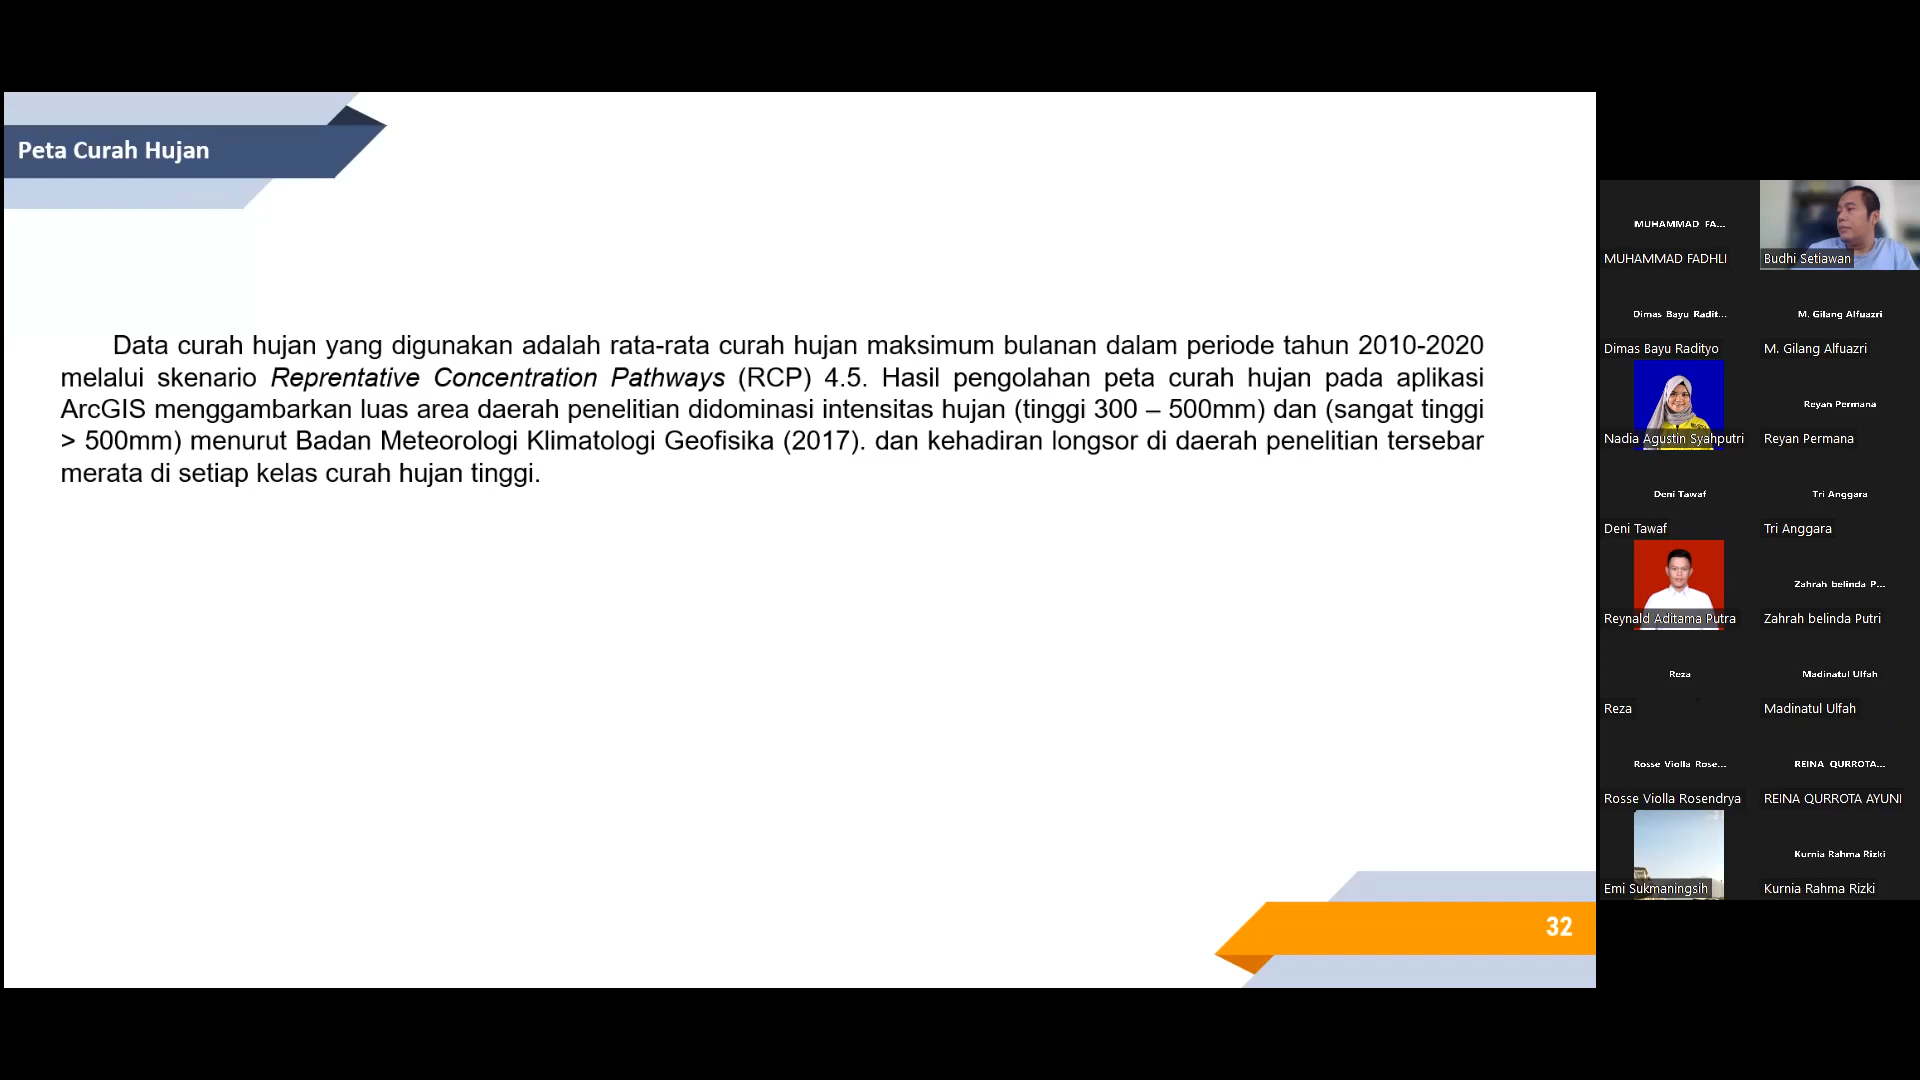 Peta Curah Hujan
Data curah hujan yang digunakan adalah rata-rata curah hujan maksimum bulanan dalam periode tahun 2010-2020
melalui skenario Reprentative Concentration Pathways (RCP) 4.5. Hasil pengolahan peta curah hujan pada aplikasi
ArcGIS menggambarkan luas area daerah penelitian didominasi intensitas hujan (tinggi 300 – 500mm) dan (sangat tinggi
> 500mm) menurut Badan Meteorologi Klimatologi Geofisika (2017). dan kehadiran longsor di daerah penelitian tersebar
merata di setiap kelas curah hujan tinggi.
32
MUHAMMAD FA...
MUHAMMAD FADHLI
Budhi Setiawan
Dimas Bayu Radit...
Dimas Bayu Radityo
M. Gilang Alfuazri
M. Gilang Alfuazri
Nadia Agustin Syahputri
Reyan Permana
Reyan Permana
Deni Tawaf
Deni Tawaf
Tri Anggara
Tri Anggara
Reynald Aditama Putra
Zahrah belinda P...
Zahrah belinda Putri
Reza
Reza
Madinatul Ulfah
Madinatul Ulfah
Rosse Violla Rose...
Rosse Violla Rosendrya
REINA QURROTA...
REINA QURROTA AYUNI
Emi Sukmaningsih
Kurnia Rahma Rizki
Kurnia Rahma Rizki